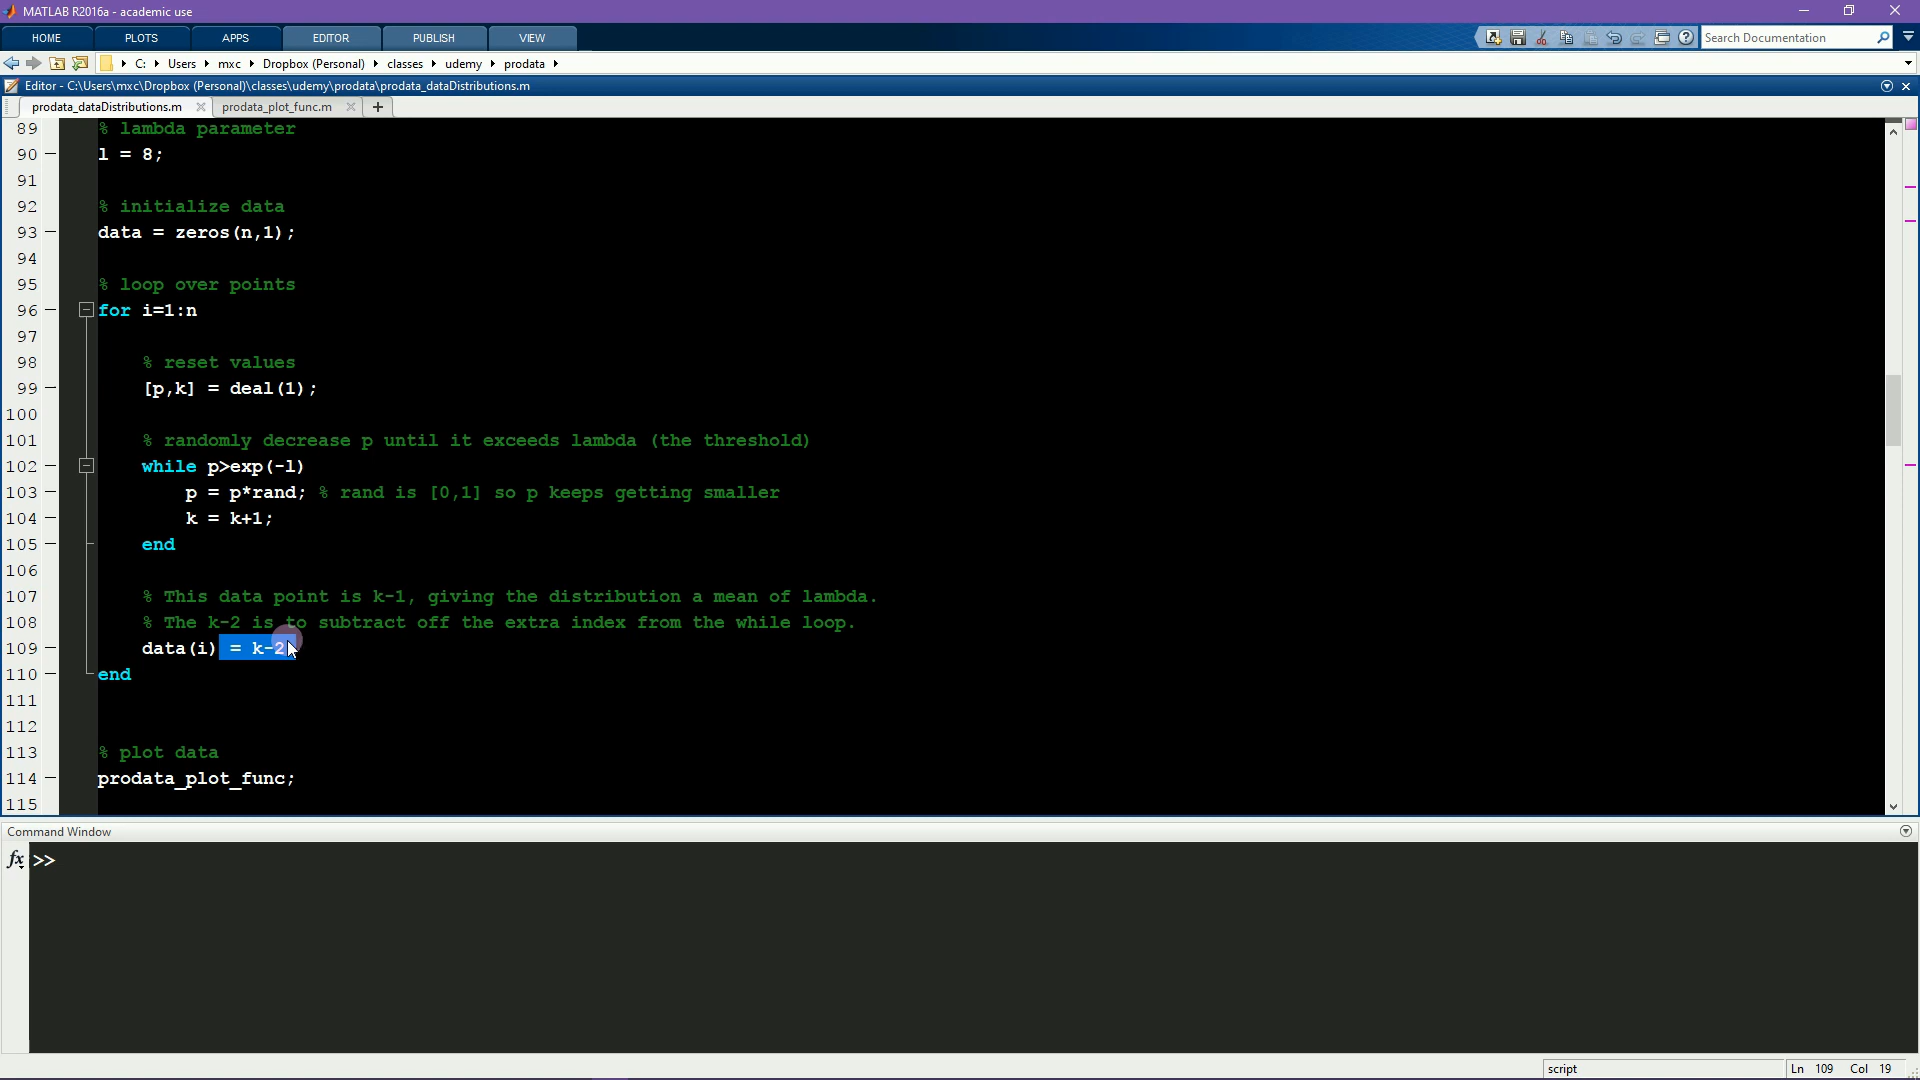 MATLAB R2016a - academic use
HOME PLOTS APPS EDITOR PUBLISH VIEW Search Documentation
C: Users mxc Dropbox (Personal) classes udemy prodata
Editor - C:\Users\mxc\Dropbox (Personal)\classes\udemy\prodata\prodata_dataDistributions.m
prodata_dataDistributions.m prodata_plot_func.m
89 % lambda parameter
90 l = 8;
91
92 % initialize data
93 data = zeros(n,1);
94
95 % loop over points
96 for i=1:n
97
98 % reset values
99 [p,k] = deal(1);
100
101 % randomly decrease p until it exceeds lambda (the threshold)
102 while p>exp(-l)
103 p = p*rand; % rand is [0,1] so p keeps getting smaller
104 k = k+1;
105 end
106
107 % This data point is k-1, giving the distribution a mean of lambda.
108 % The k-2 is to subtract off the extra index from the while loop.
109 data(i) = k-2
110 end
111
112
113 % plot data
114 prodata_plot_func;
115
Command Window
fx >>
script Ln 109 Col 19